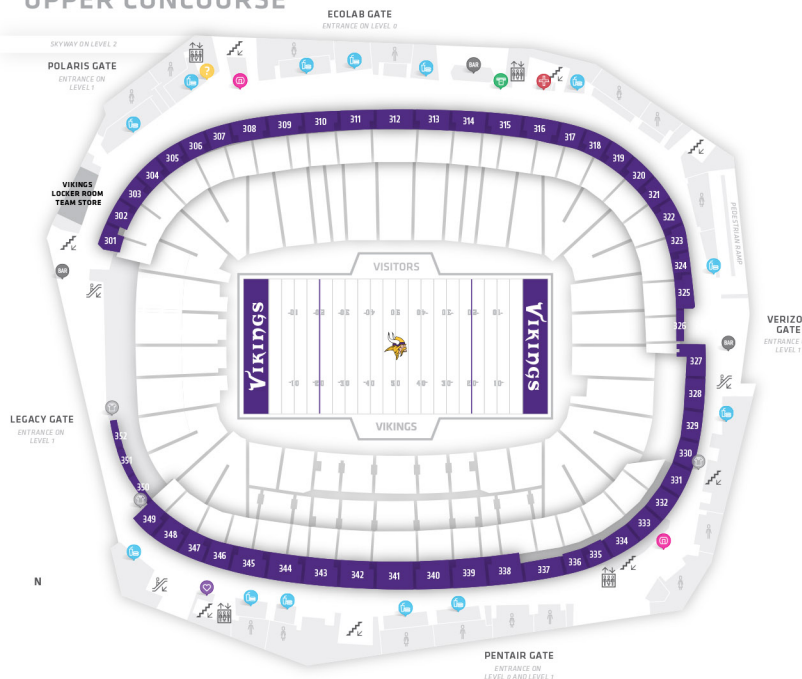 UPPER CONCOURSE
ECOLAB GATE
ENTRANCE ON LEVEL 0
SKYWAY ON LEVEL 2
POLARIS GATE
ENTRANCE ON
LEVEL 1
?
BAR
312
311
313
310
314
309
315
308
316
307
317
306
318
305
319
304
320
303
321
302
322
301
323
324
325
326
VIKINGS
LOCKER ROOM
TEAM STORE
PEDESTRIAN RAMP
BAR
VISITORS
VIKINGS
VIKINGS
VIKINGS
BAR
VERIZO
GATE
ENTRANCE
LEVEL 1
327
328
329
330
331
332
333
334
335
336
337
338
339
340
341
342
343
344
345
346
347
348
349
350
351
352
LEGACY GATE
ENTRANCE ON
LEVEL 1
N
PENTAIR GATE
ENTRANCE ON
LEVEL 0 AND LEVEL 1